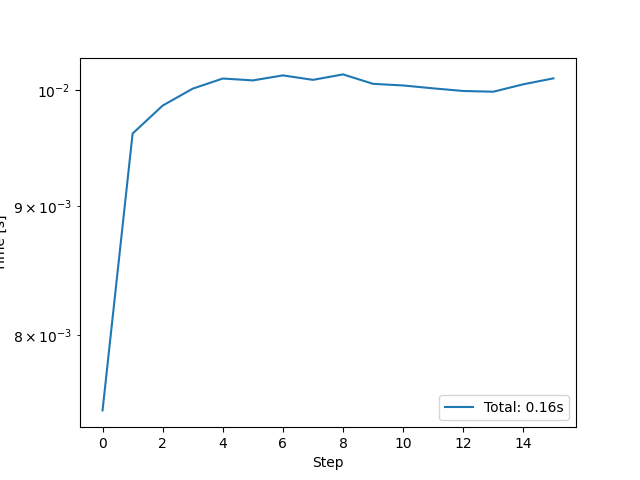 10⁻²
9 × 10⁻³
8 × 10⁻³
Time [s]
0 2 4 6 8 10 12 14
Step
Total: 0.16s